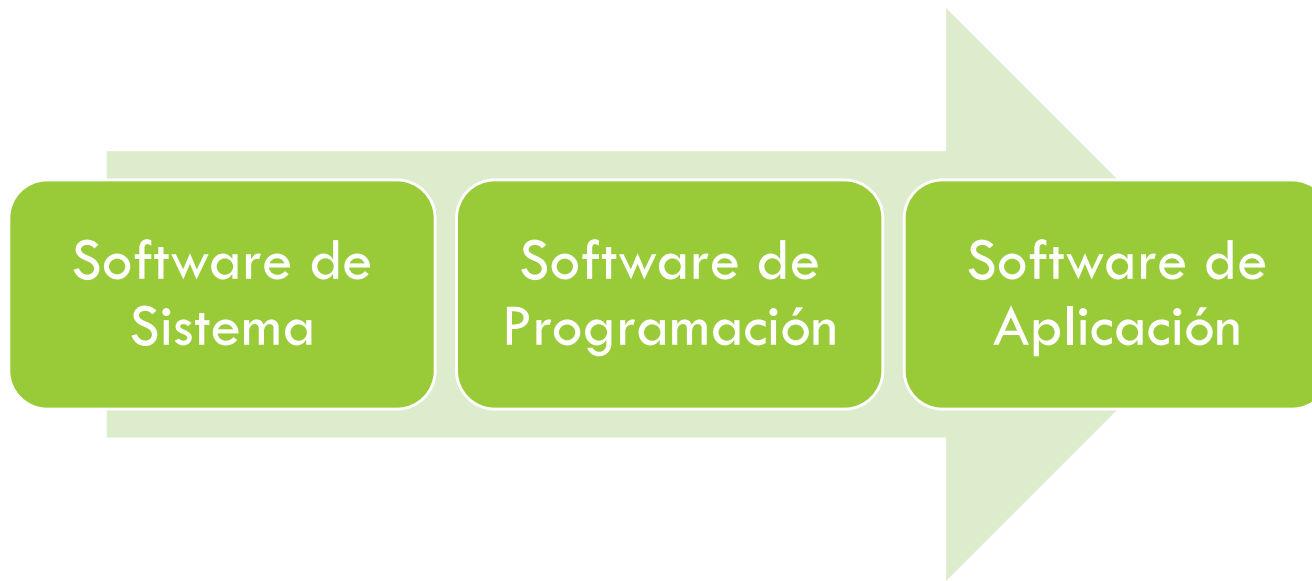 Software de
Sistema
Software de
Programación
Software de
Aplicación